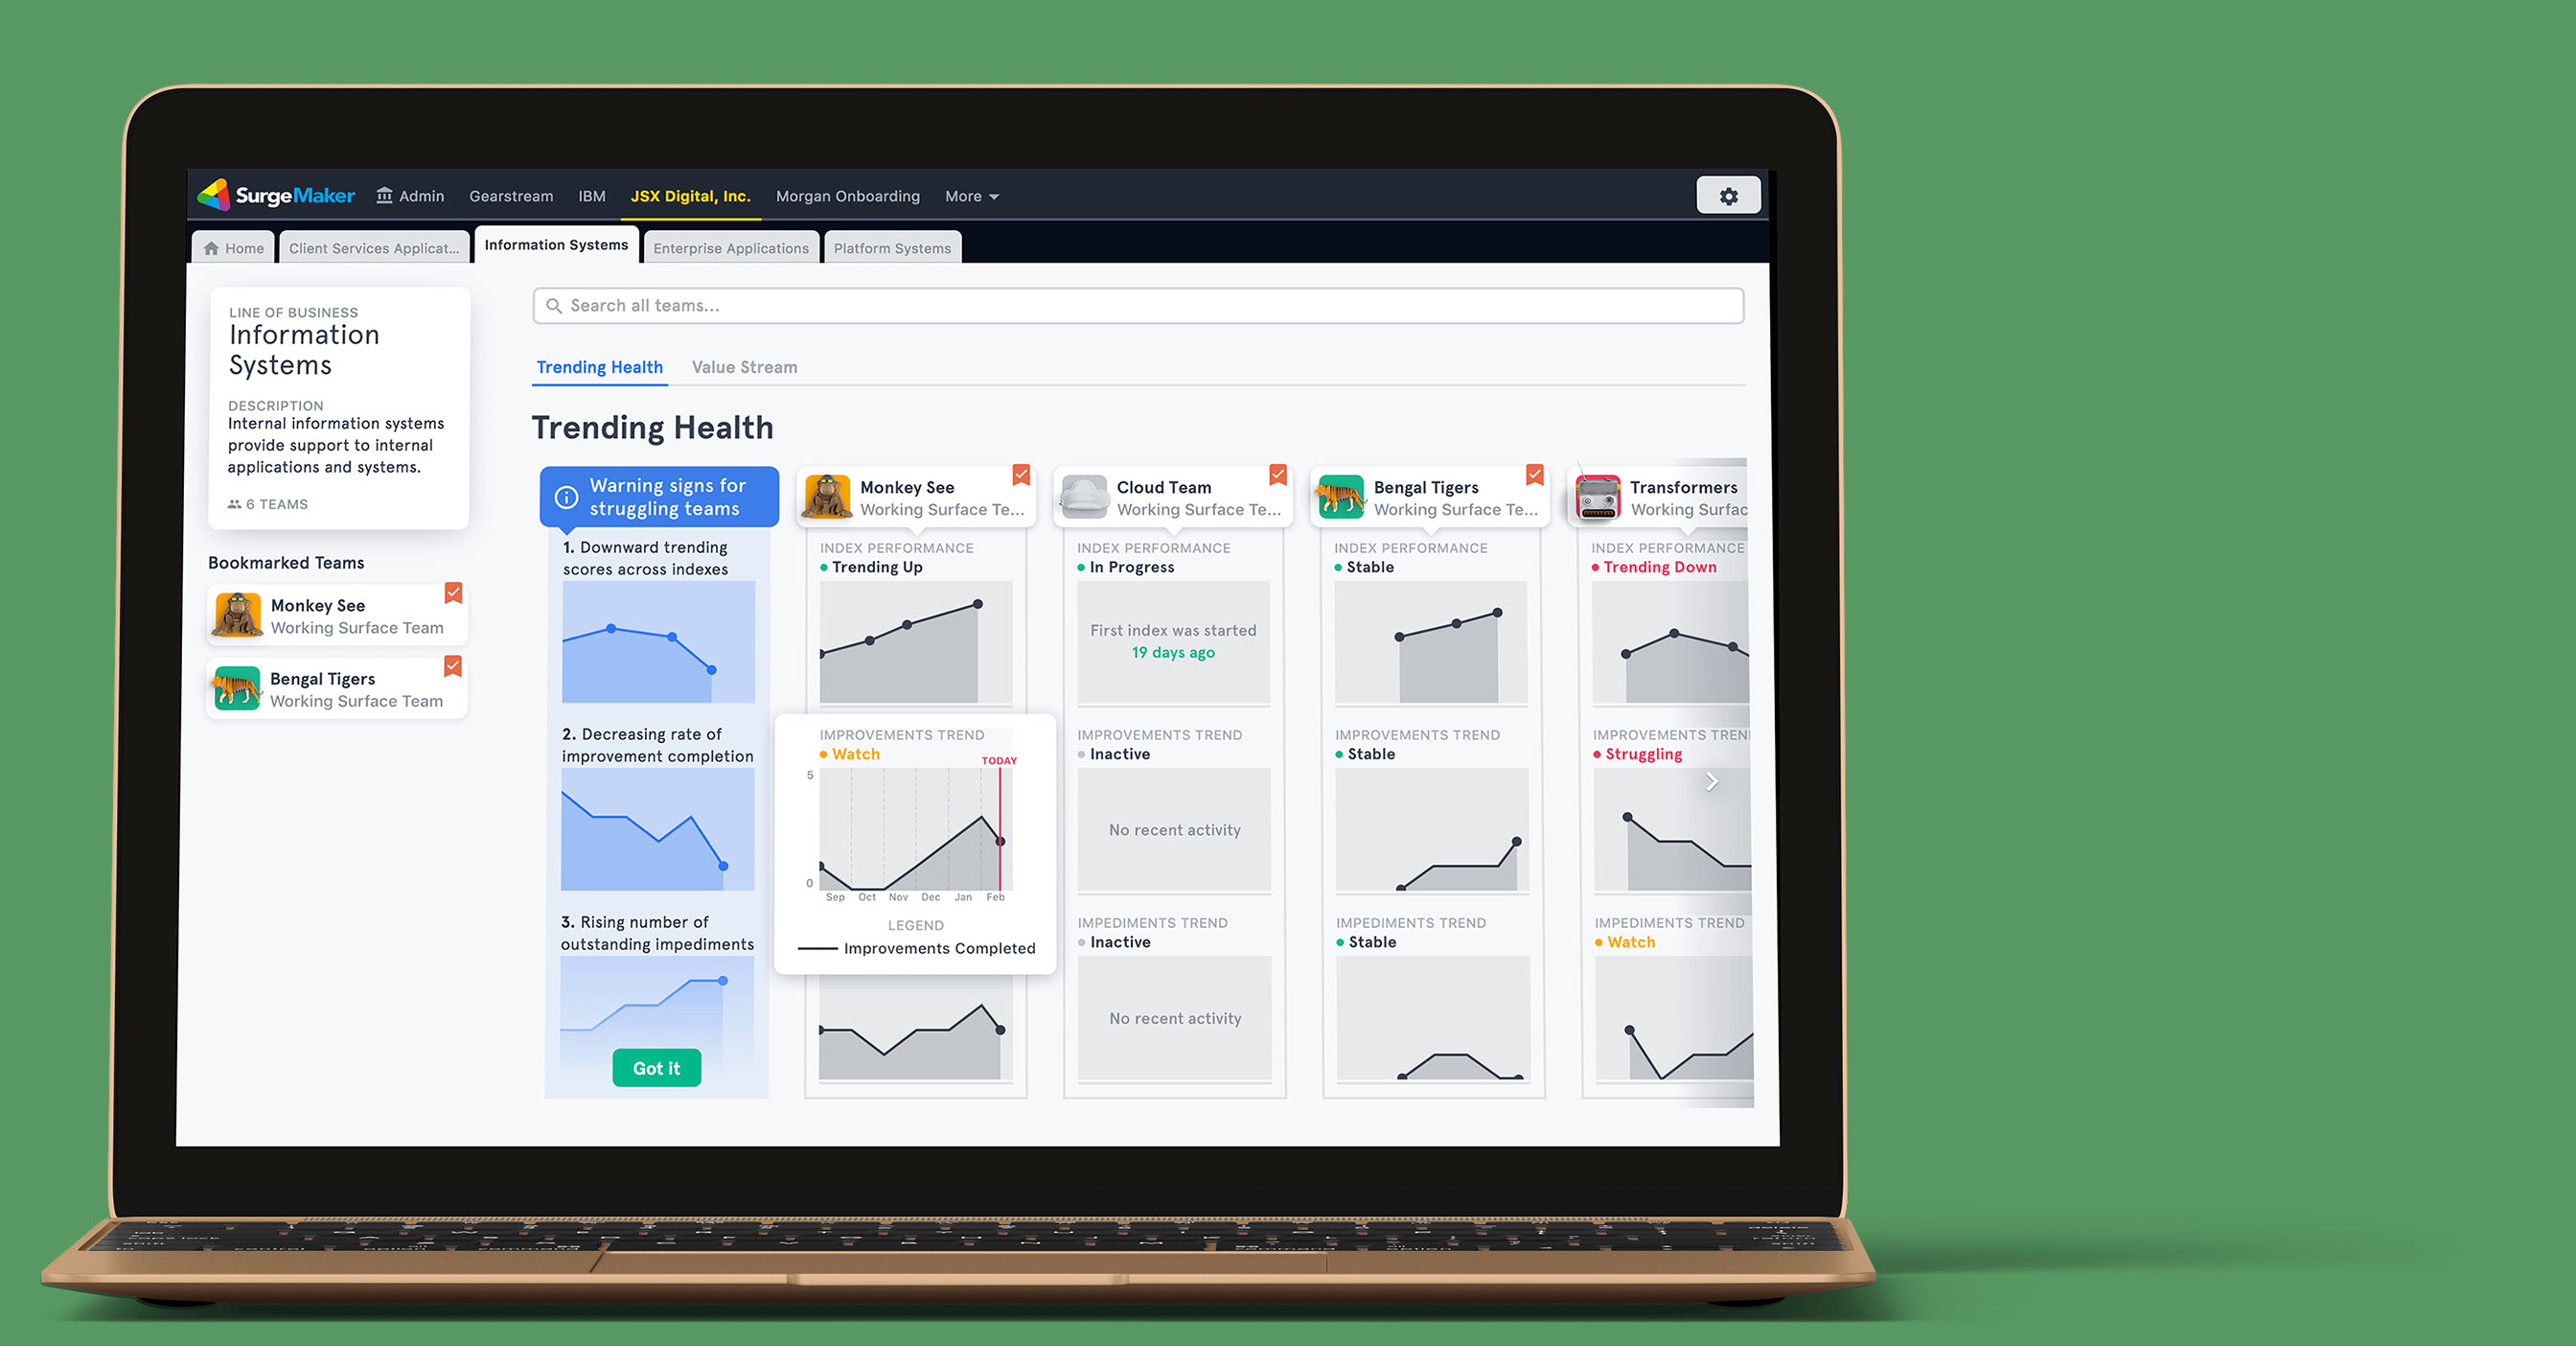 SurgeMaker
Admin
Gearstream
IBM
JSX Digital, Inc.
Morgan Onboarding
More
Home
Client Services Applicat...
Information Systems
Enterprise Applications
Platform Systems
LINE OF BUSINESS
Information
Systems
DESCRIPTION
Internal information systems
provide support to internal
applications and systems.
6 TEAMS
Bookmarked Teams
Monkey See
Working Surface Team
Bengal Tigers
Working Surface Team
Search all teams...
Trending Health
Value Stream
Trending Health
Warning signs for
struggling teams
1. Downward trending
scores across indexes
2. Decreasing rate of
improvement completion
3. Rising number of
outstanding impediments
Got it
Monkey See
Working Surface Te...
INDEX PERFORMANCE
Trending Up
IMPROVEMENTS TREND
Watch
TODAY
5
0
Sep Oct Nov Dec Jan Feb
LEGEND
Improvements Completed
Cloud Team
Working Surface Te...
INDEX PERFORMANCE
In Progress
First index was started
19 days ago
IMPROVEMENTS TREND
Inactive
No recent activity
IMPEDIMENTS TREND
Inactive
No recent activity
Bengal Tigers
Working Surface Te...
INDEX PERFORMANCE
Stable
IMPROVEMENTS TREND
Stable
IMPEDIMENTS TREND
Stable
Transformers
Working Surfac
INDEX PERFORMANCE
Trending Down
IMPROVEMENTS TREN
Struggling
IMPEDIMENTS TREND
Watch